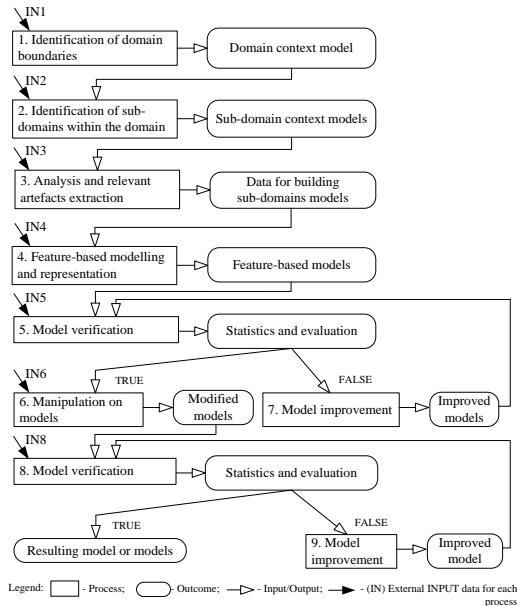 IN1
1. Identification of domain
boundaries
Domain context model
IN2
2. Identification of sub-
domains within the domain
Sub-domain context models
IN3
3. Analysis and relevant
artefacts extraction
Data for building
sub-domains models
IN4
4. Feature-based modelling
and representation
Feature-based models
IN5
5. Model verification
Statistics and evaluation
TRUE
FALSE
IN6
6. Manipulation on
models
Modified
models
7. Model improvement
Improved
models
IN8
8. Model verification
Statistics and evaluation
TRUE
FALSE
Resulting model or models
9. Model
improvement
Improved
model
Legend: - Process; - Outcome; - Input/Output; - (IN) External INPUT data for each
process